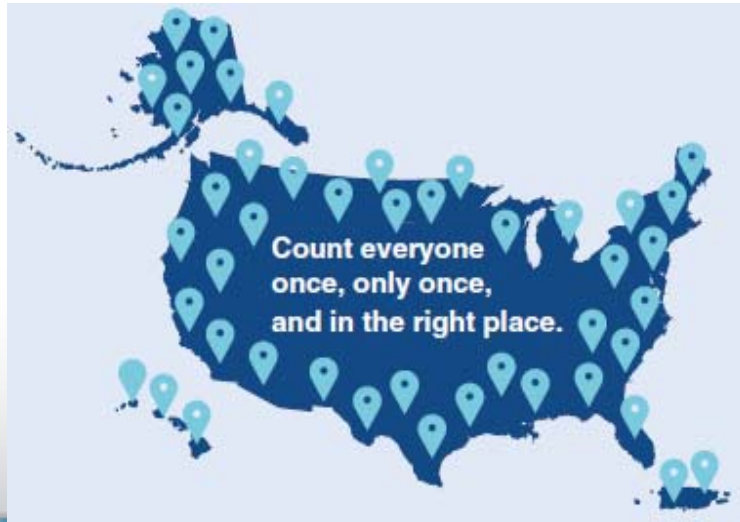 Count everyone
once, only once,
and in the right place.